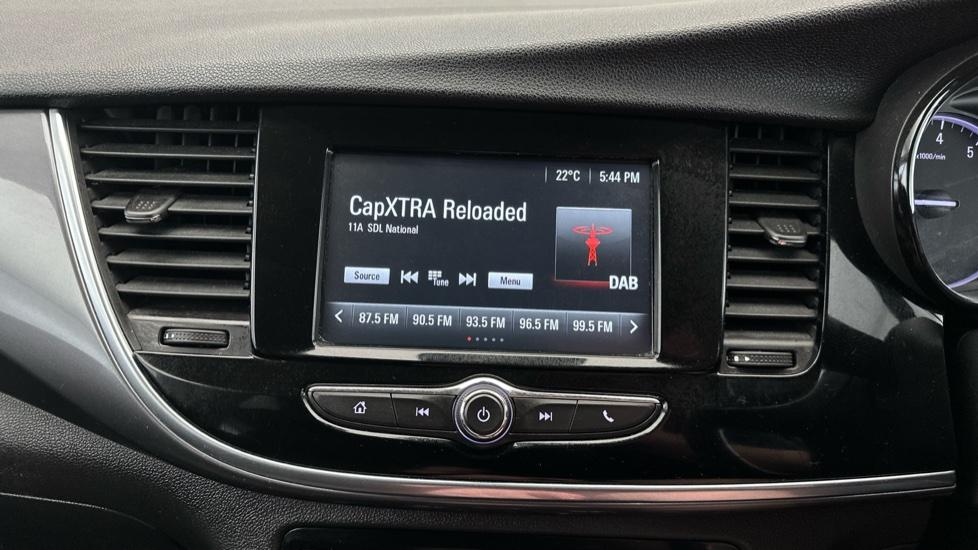 22°C 5:44 PM
CapXTRA Reloaded
11A SDL National
DAB
Source Tune Menu
87.5 FM 90.5 FM 93.5 FM 96.5 FM 99.5 FM
4
5
x1000/min